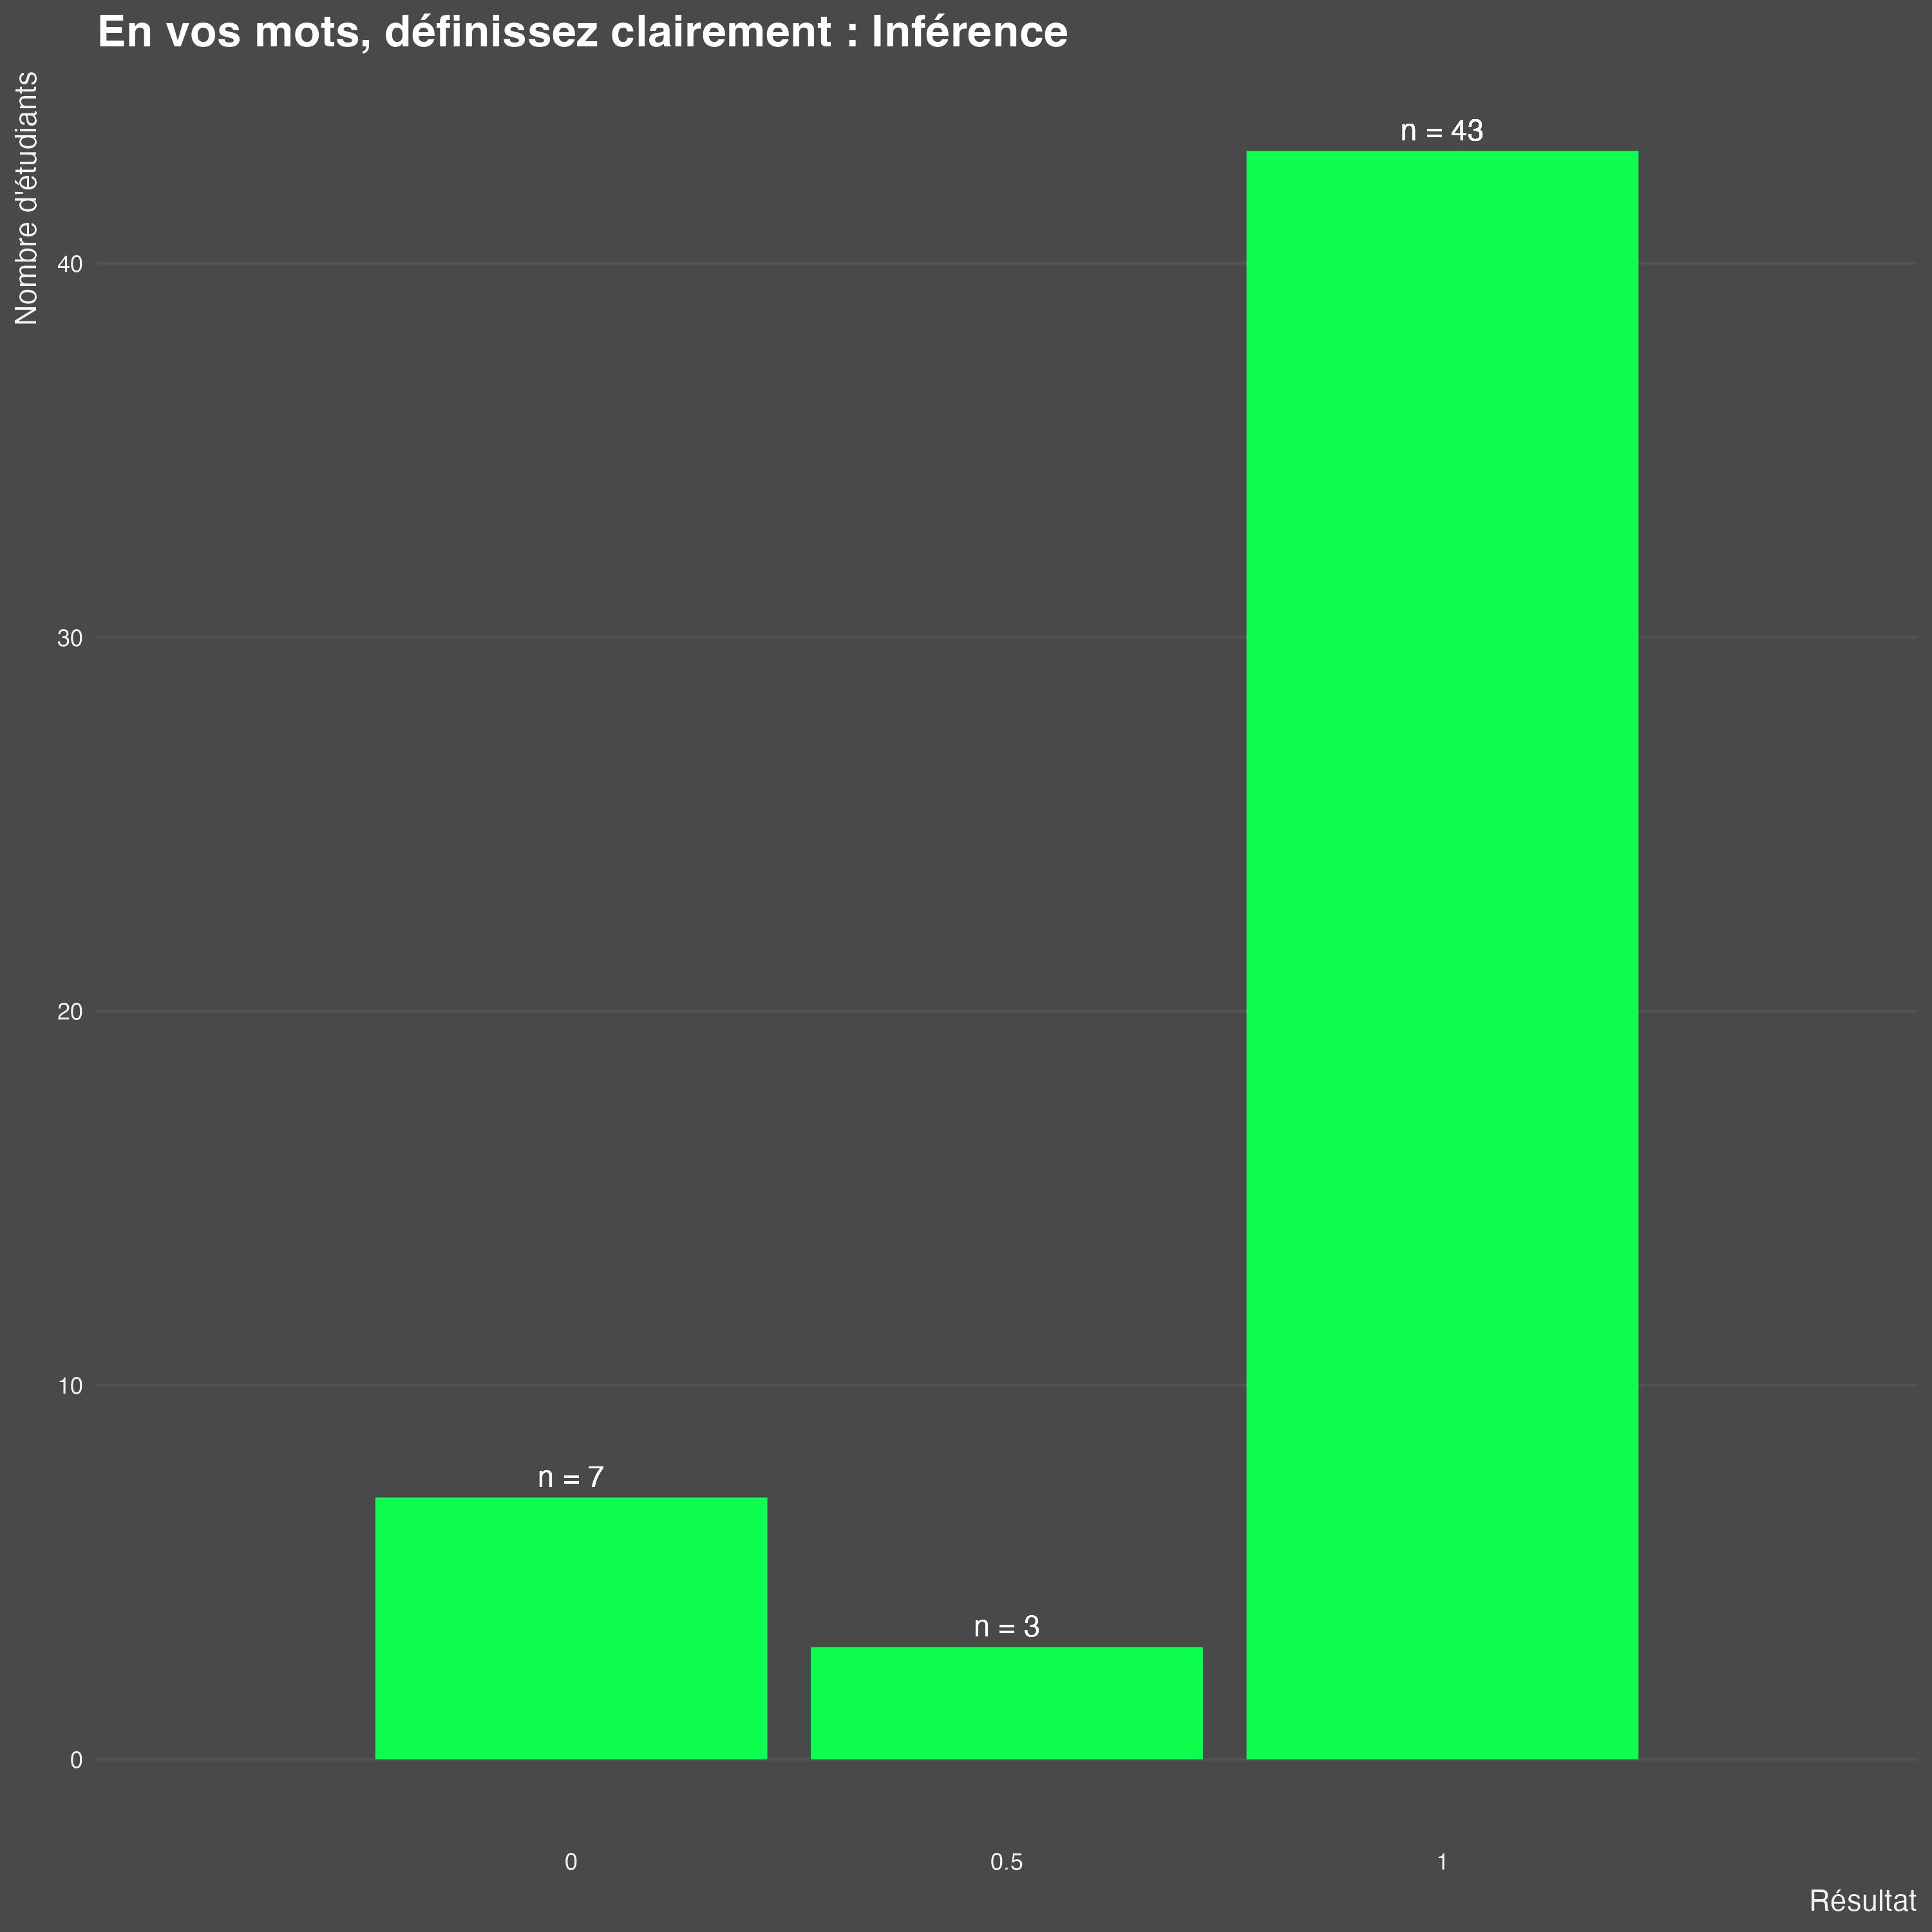 En vos mots, définissez clairement : Inférence
Nombre d'étudiants
n = 43
40
30
20
10
n = 7
n = 3
0
0 0.5 1
Résultat